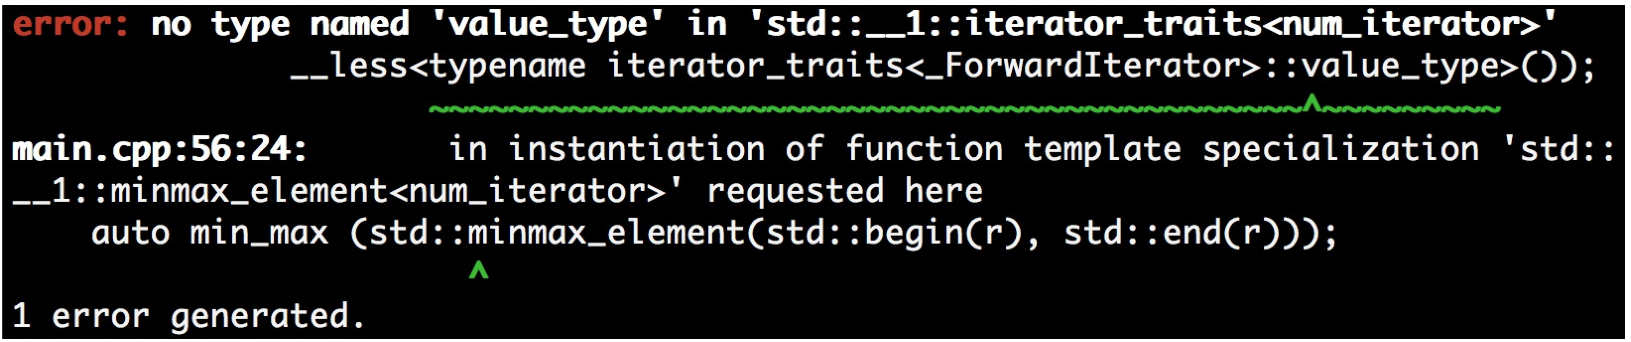 error: no type named 'value_type' in 'std::__1::iterator_traits<num_iterator>'
__less<typename iterator_traits<_ForwardIterator>::value_type>());
~~~~~~~~~~~~~~~~~~~~~~~~~~~~~~~~~~~~~~~~~~~~^~~~~~~~~~
main.cpp:56:24: in instantiation of function template specialization 'std::
__1::minmax_element<num_iterator>' requested here
auto min_max (std::minmax_element(std::begin(r), std::end(r)));
^
1 error generated.